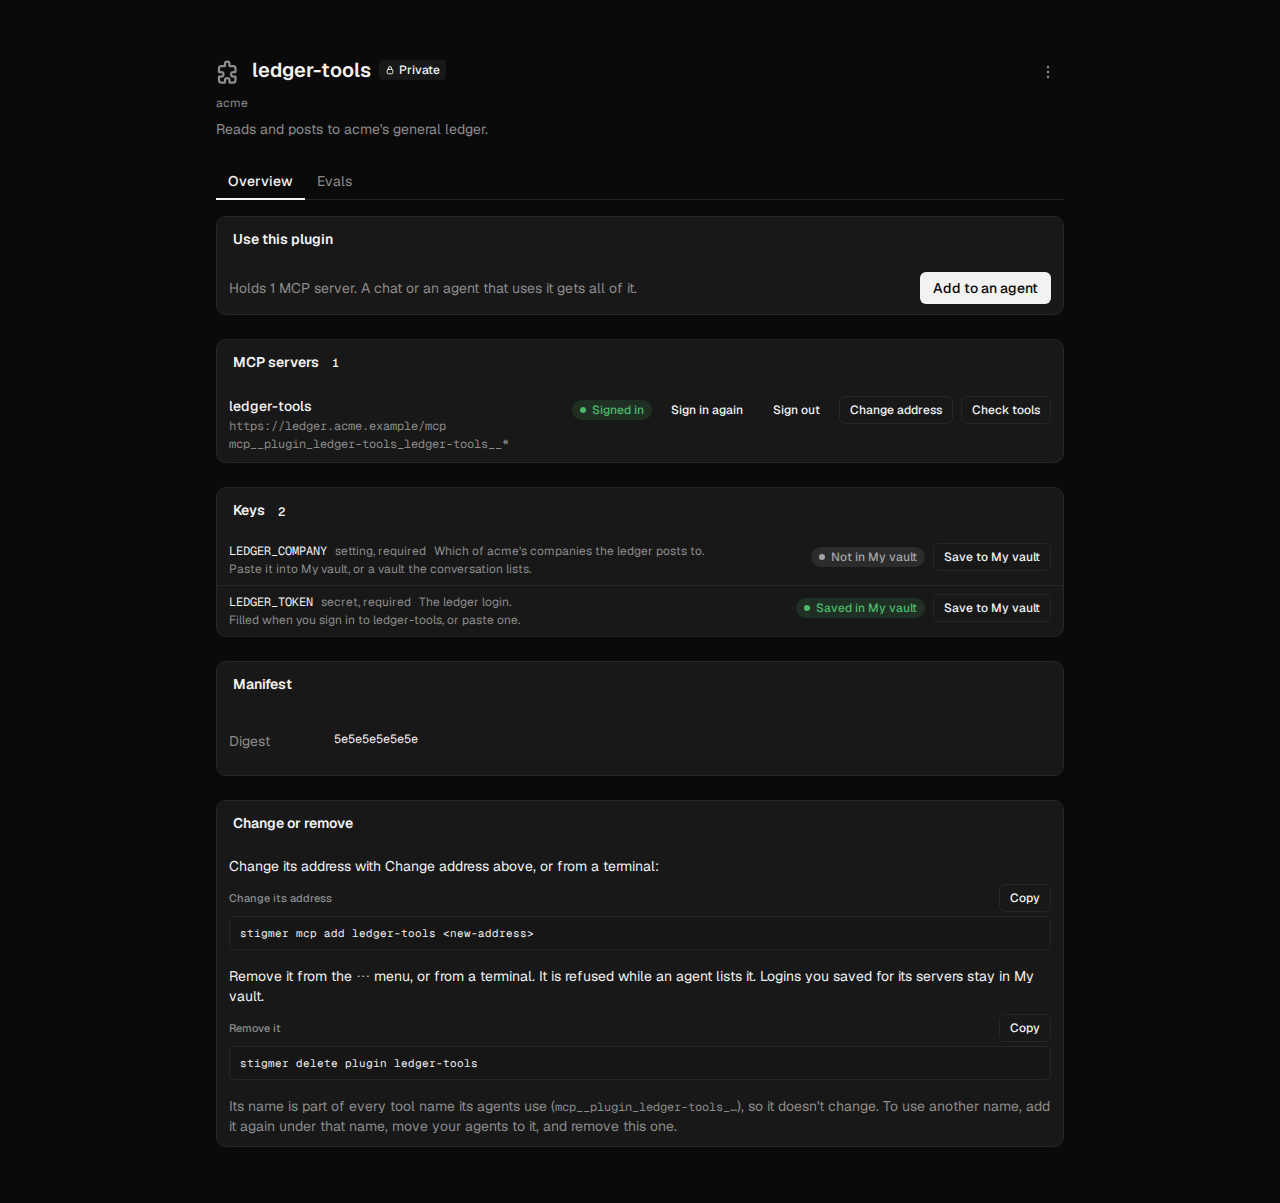 ledger-tools Private
acme
Reads and posts to acme's general ledger.
Overview Evals
Use this plugin
Holds 1 MCP server. A chat or an agent that uses it gets all of it. Add to an agent
MCP servers 1
ledger-tools Signed in Sign in again Sign out Change address Check tools
https://ledger.acme.example/mcp
mcp__plugin_ledger-tools_ledger-tools__*
Keys 2
LEDGER_COMPANY setting, required Which of acme's companies the ledger posts to. Not in My vault Save to My vault
Paste it into My vault, or a vault the conversation lists.
LEDGER_TOKEN secret, required The ledger login. Saved in My vault Save to My vault
Filled when you sign in to ledger-tools, or paste one.
Manifest
Digest 5e5e5e5e5e5e
Change or remove
Change its address with Change address above, or from a terminal:
Change its address Copy
stigmer mcp add ledger-tools <new-address>
Remove it from the ··· menu, or from a terminal. It is refused while an agent lists it. Logins you saved for its servers stay in My
vault.
Remove it Copy
stigmer delete plugin ledger-tools
Its name is part of every tool name its agents use (mcp__plugin_ledger-tools_…), so it doesn't change. To use another name, add
it again under that name, move your agents to it, and remove this one.